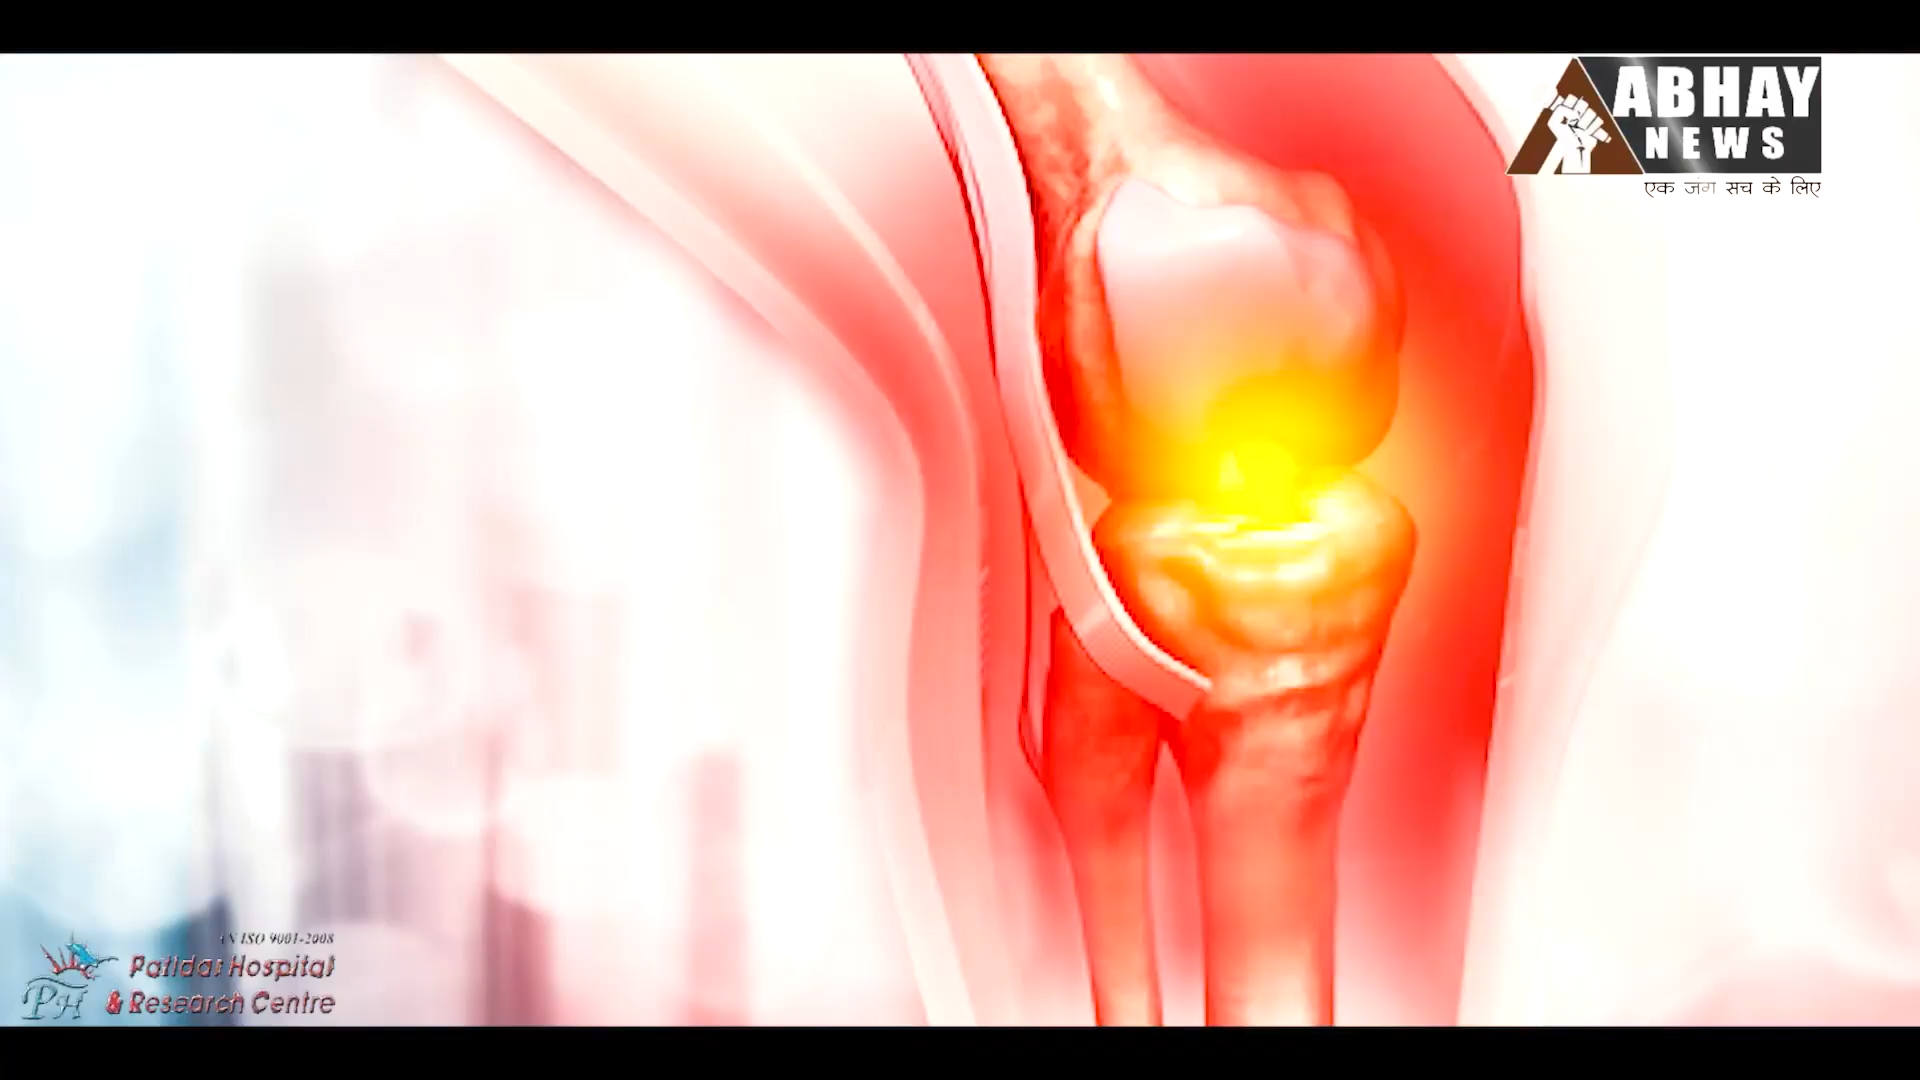 ABHAY
NEWS
एक जंग सच के लिए
AN ISO 9001-2008
Patidar Hospital
& Research Centre
PH